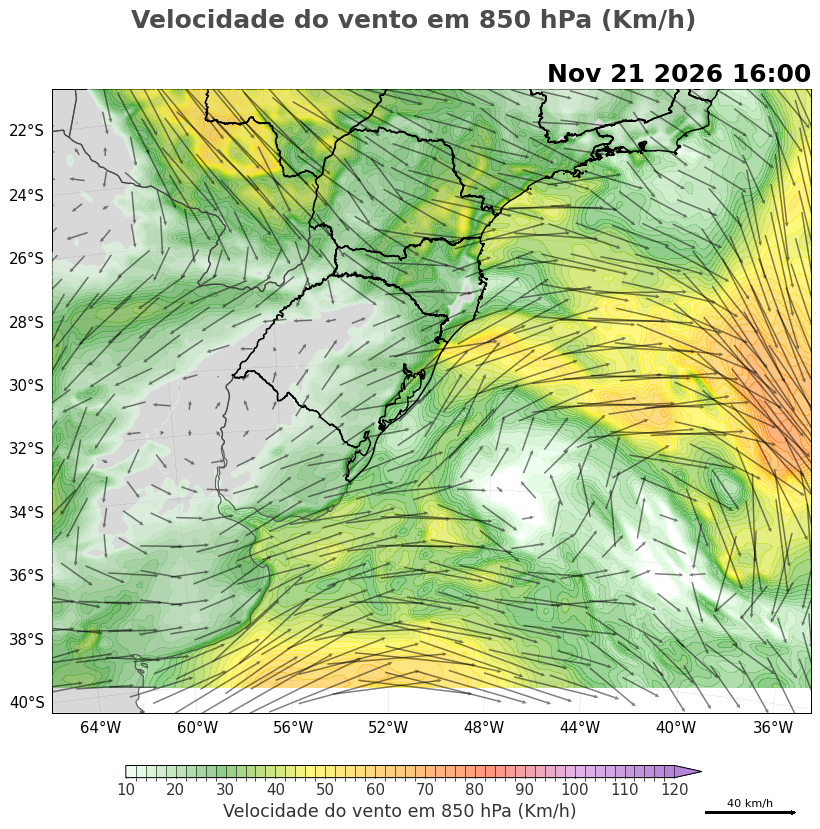 Velocidade do vento em 850 hPa (Km/h)
Nov 21 2026 16:00
22°S
24°S
26°S
28°S
30°S
32°S
34°S
36°S
38°S
40°S
64°W 60°W 56°W 52°W 48°W 44°W 40°W 36°W
10 20 30 40 50 60 70 80 90 100 110 120
Velocidade do vento em 850 hPa (Km/h)
40 km/h